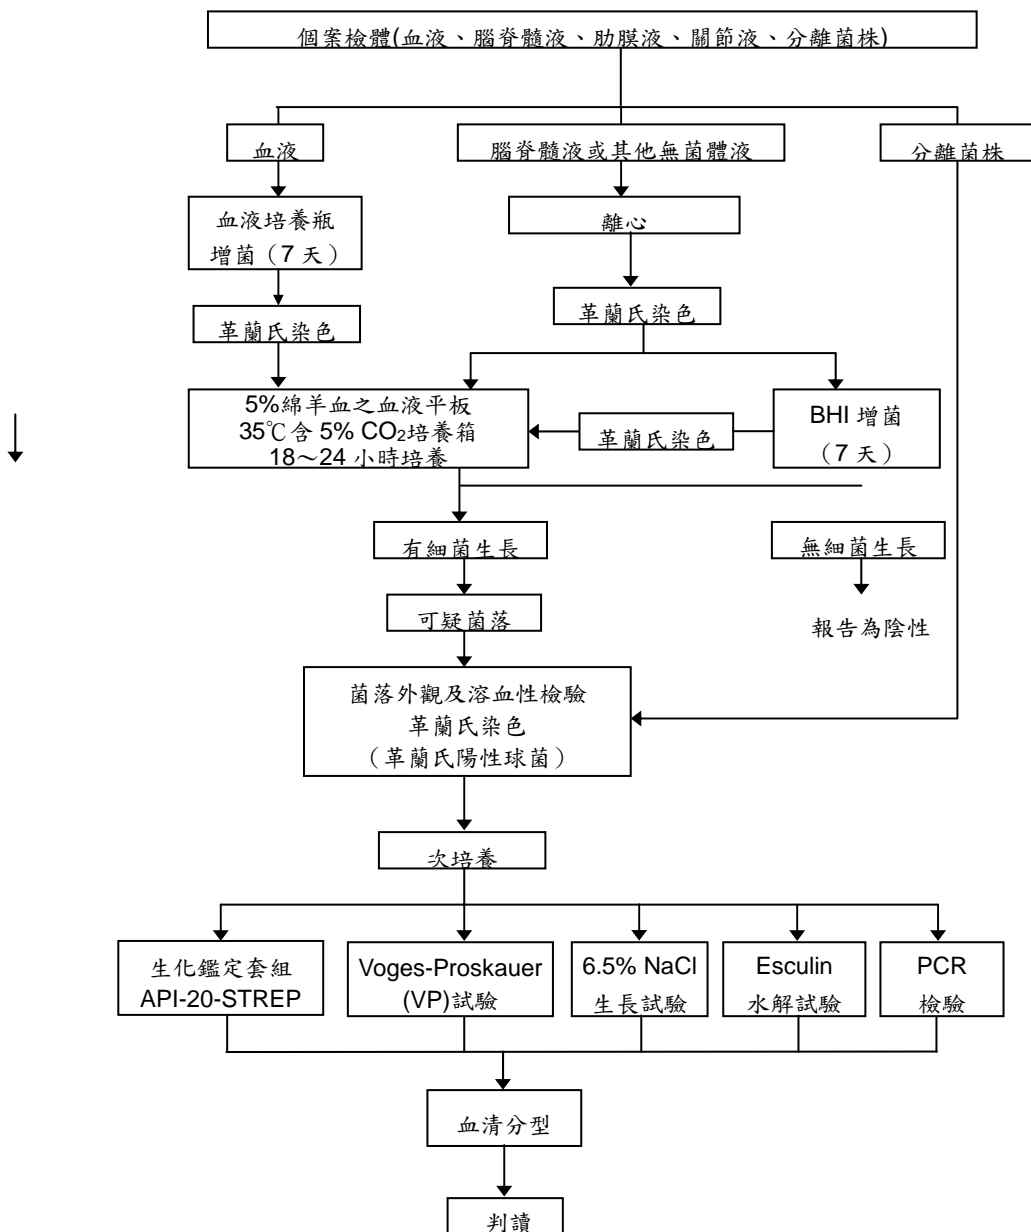 個案檢體(血液、腦脊髓液、肋膜液、關節液、分離菌株)
血液
腦脊髓液或其他無菌體液
分離菌株
血液培養瓶
增菌（7 天）
離心
革蘭氏染色
革蘭氏染色
5%綿羊血之血液平板
35℃含 5% CO₂培養箱
18～24 小時培養
革蘭氏染色
BHI 增菌
（7 天）
有細菌生長
無細菌生長
可疑菌落
報告為陰性
菌落外觀及溶血性檢驗
革蘭氏染色
（革蘭氏陽性球菌）
次培養
生化鑑定套組
API-20-STREP
Voges-Proskauer
(VP)試驗
6.5% NaCl
生長試驗
Esculin
水解試驗
PCR
檢驗
血清分型
判讀